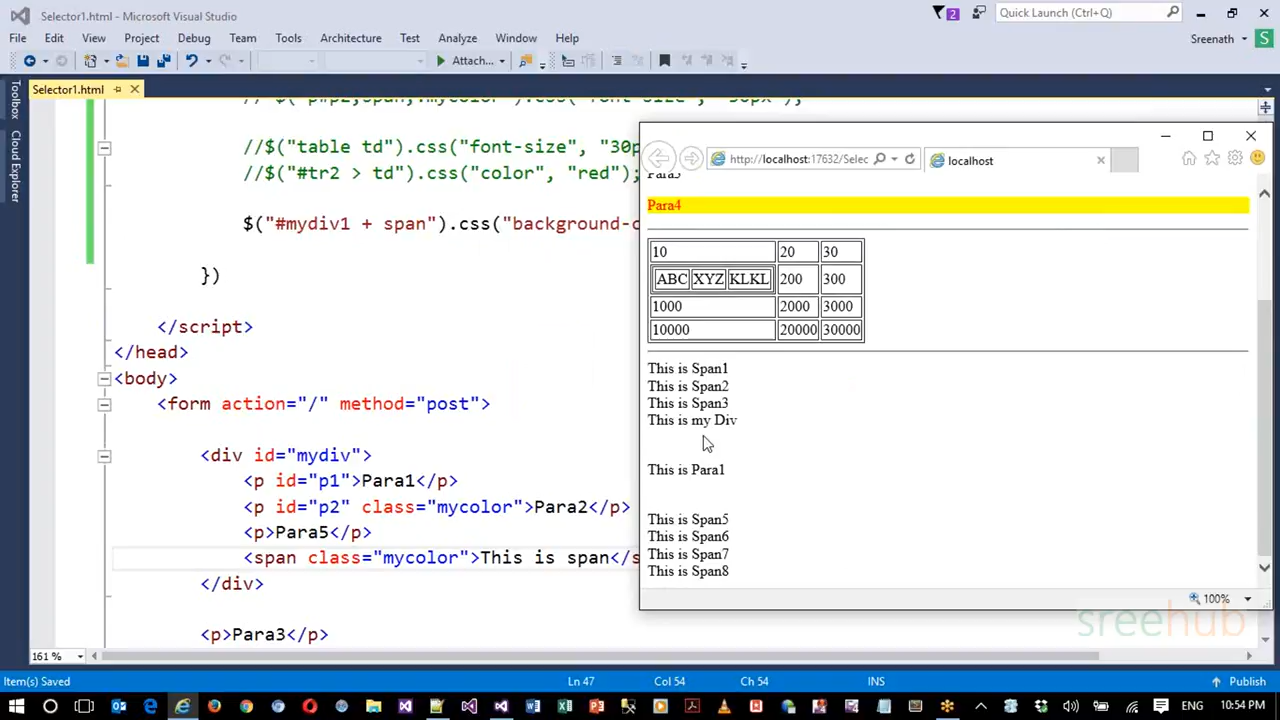 Selector1.html - Microsoft Visual Studio
2
Quick Launch (Ctrl+Q)
File Edit View Project Debug Team Tools Architecture Test Analyze Window Help
Sreenath
S
Attach...
Toolbox
Cloud Explorer
Selector1.html
//$("table td").css("font-size", "30p
//$("#tr2 > td").css("color", "red");
$("#mydiv1 + span").css("background-c
})
</script>
</head>
<body>
<form action="/" method="post">
<div id="mydiv">
<p id="p1">Para1</p>
<p id="p2" class="mycolor">Para2</p>
<p>Para5</p>
<span class="mycolor">This is span</s
</div>
<p>Para3</p>
http://localhost:17632/Selec
localhost
Para4
10 20 30
ABC XYZ KLKL 200 300
1000 2000 3000
10000 20000 30000
This is Span1
This is Span2
This is Span3
This is my Div
This is Para1
This is Span5
This is Span6
This is Span7
This is Span8
100%
sreehub
161 %
Item(s) Saved
Ln 47
Col 54
Ch 54
INS
Publish
ENG
10:54 PM